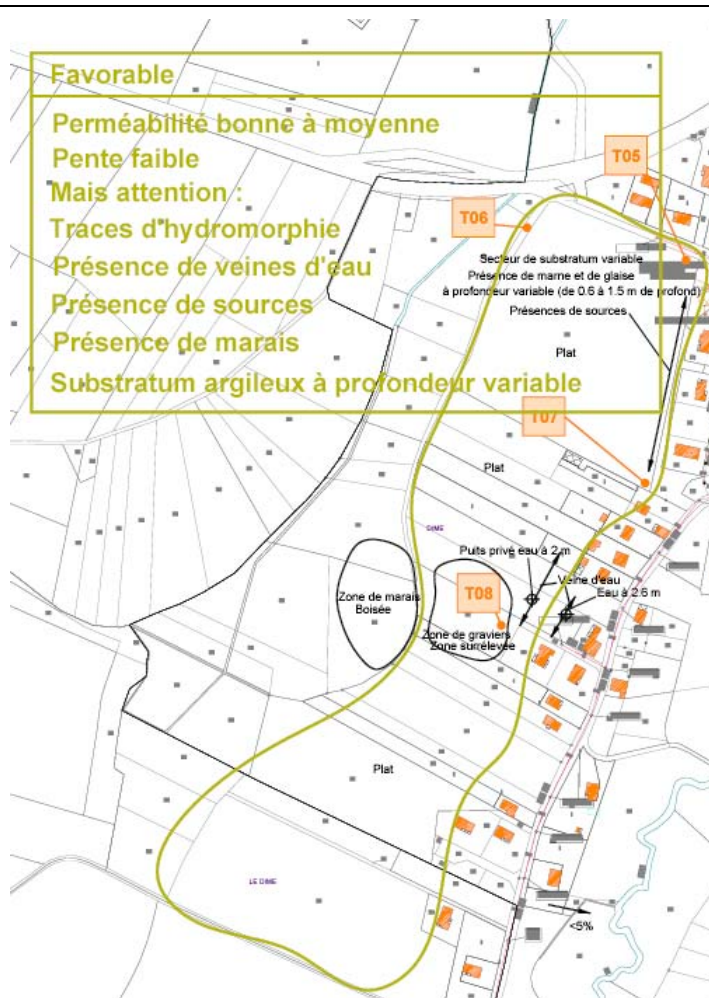 Favorable
Perméabilité bonne à moyenne
Pente faible
Mais attention :
Traces d'hydromorphie
Présence de veines d'eau
Présence de sources
Présence de marais
Substratum argileux à profondeur variable
T05
T06
Secteur de substratum variable
Présence de marne et de glaise
à profondeur variable (de 0.6 à 1.5 m de profond)
Présences de sources
Plat
T07
Plat
DIME
Puits privé eau à 2 m
Veine d'eau
Eau à 2.6 m
Zone de marais
Boisée
T08
Zone de graviers
Zone surrélevée
Plat
LE DIME
<5%